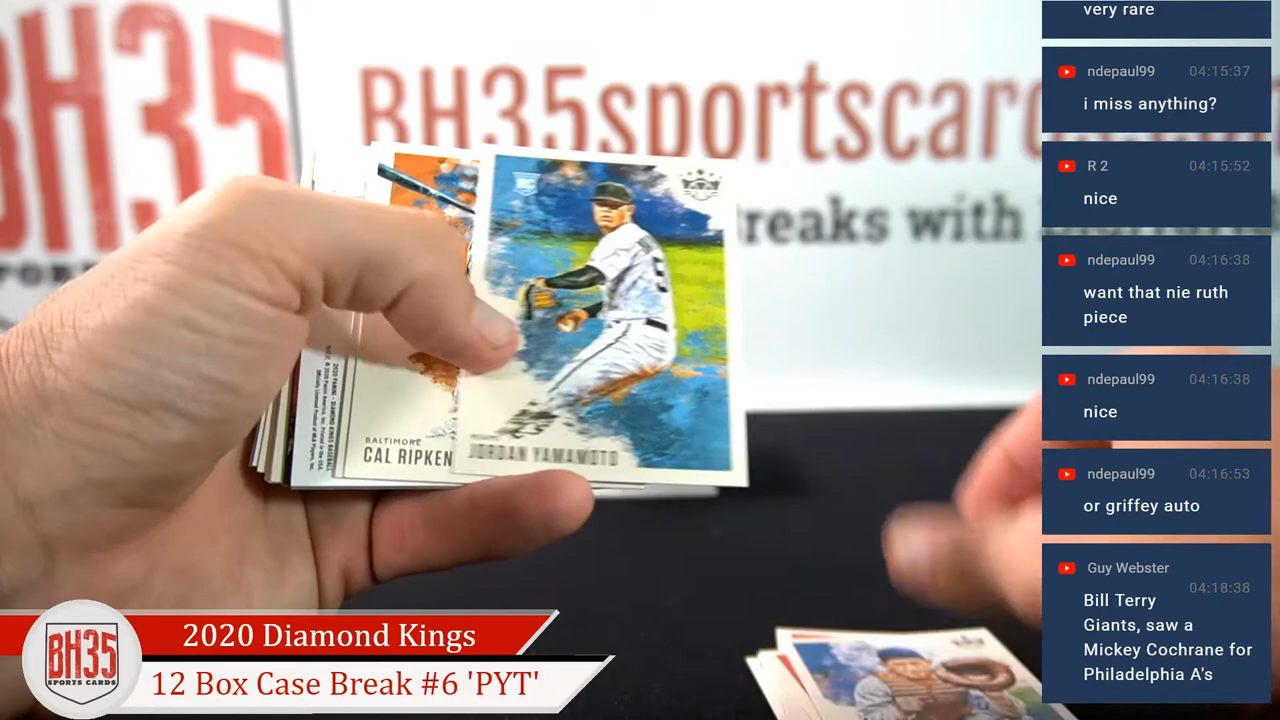 BH35
BH35sportscard
reaks with
RC
BALTIMORE
CAL RIPKEN
JORDAN YAMAMOTO
2020 Diamond Kings
12 Box Case Break #6 'PYT'
BH35
SPORTS CARDS
very rare
ndepaul99 04:15:37
i miss anything?
R 2 04:15:52
nice
ndepaul99 04:16:38
want that nie ruth
piece
ndepaul99 04:16:38
nice
ndepaul99 04:16:53
or griffey auto
Guy Webster 04:18:38
Bill Terry
Giants, saw a
Mickey Cochrane for
Philadelphia A's